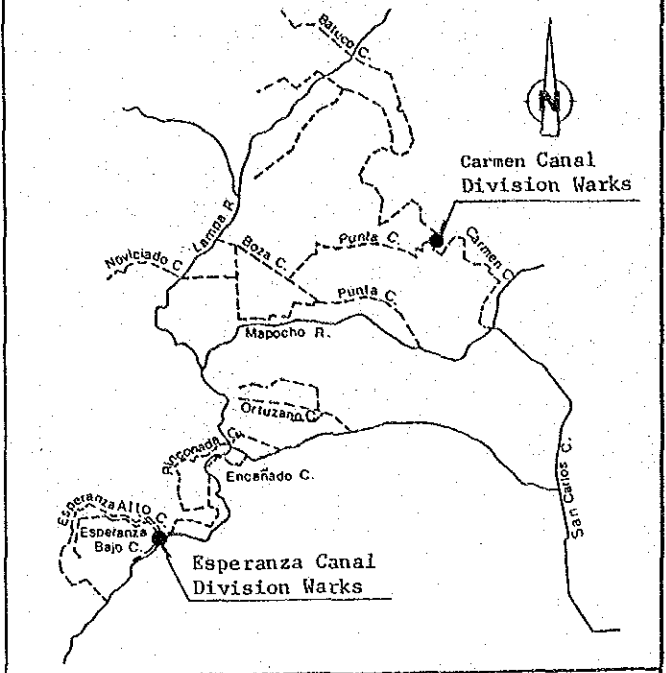 Batuco C.
N
Carmen Canal
Division Warks
Lampa R.
Noviciado C.
Boza C.
Punta C.
Carmen C.
Punta C.
Mapocho R.
Ortuzano C.
Rinconada C.
Encañado C.
San Carlos C.
Esperanza Alto C.
Esperanza
Bajo C.
Esperanza Canal
Division Warks